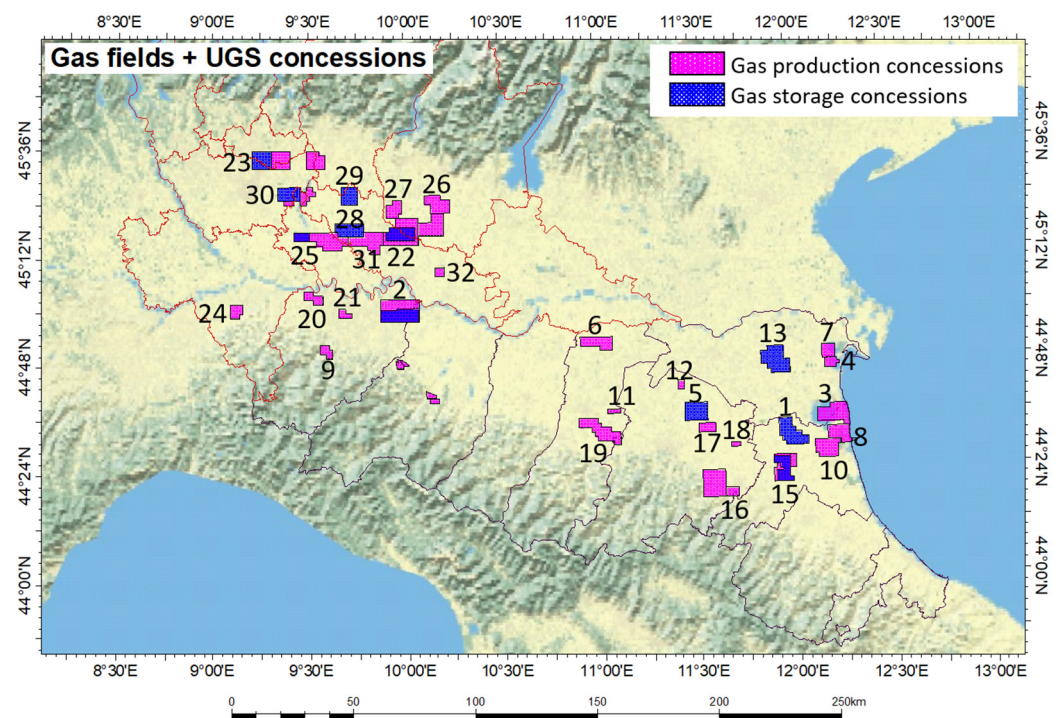 8°30'E 9°00'E 9°30'E 10°00'E 10°30'E 11°00'E 11°30'E 12°00'E 12°30'E 13°00'E
Gas fields + UGS concessions
Gas production concessions
Gas storage concessions
45°36'N 45°36'N
23
29
30
27
26
28
25
31
22
45°12'N 45°12'N
32
24
20
21
2
9
6
13
7
4
44°48'N 44°48'N
12
5
11
1
3
17
18
8
19
10
44°24'N 44°24'N
15
16
44°00'N 44°00'N
8°30'E 9°00'E 9°30'E 10°00'E 10°30'E 11°00'E 11°30'E 12°00'E 12°30'E 13°00'E
0 50 100 150 200 250km